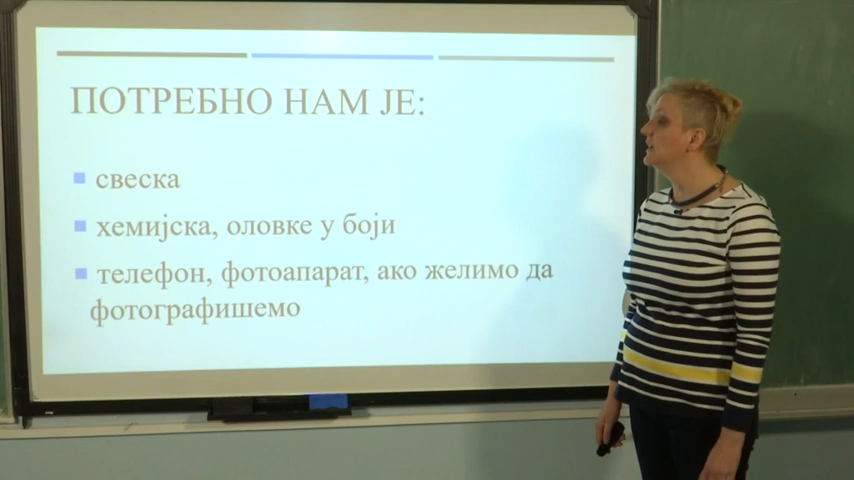 ПОТРЕБНО НАМ ЈЕ:
свеска
хемијска, оловке у боји
телефон, фотоапарат, ако желимо да
фотографишемо